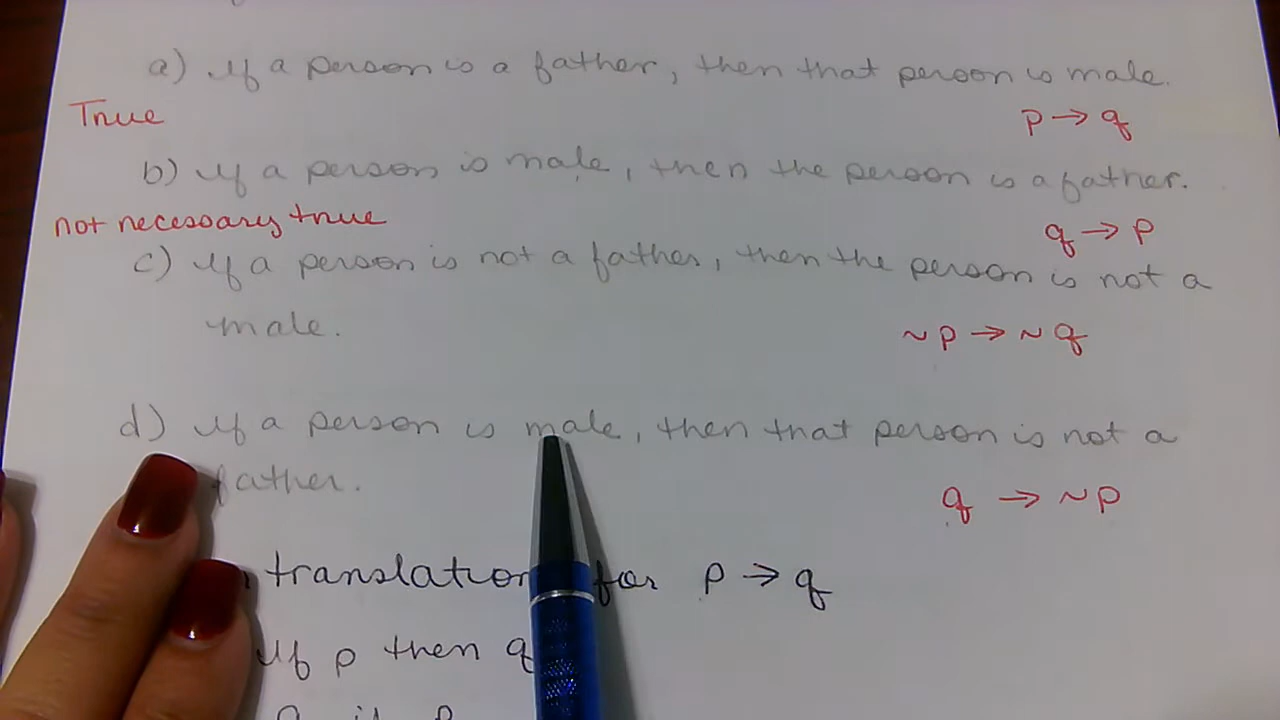 a) If a person is a father, then that person is male.
True
p → q
b) If a person is male, then the person is a father.
not necessary true
q → p
c) If a person is not a father, then the person is not a
male.
~p → ~q
d) If a person is male, then that person is not a
father.
q → ~p
translation for p → q
If p then q